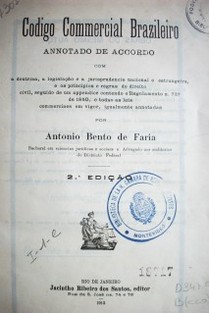 Codigo Commercial Brazileiro
ANNOTADO DE ACCORDO
COM
a doutrina, a legislação e a jurisprudencia nacional e estrangeira,
e os principios e regras do direito
civil, seguido de um appendice contendo o Regulamento n. 737
de 1850, e todas as leis
commerciaes em vigor, igualmente annotadas
POR
Antonio Bento de Faria
Bacharel em sciencias juridicas e sociaes e Advogado nos auditorios
do Districto Federal
2.ª EDIÇÃO
MONTEVIDEO
18717
RIO DE JANEIRO
Jacintho Ribeiro dos Santos, editor